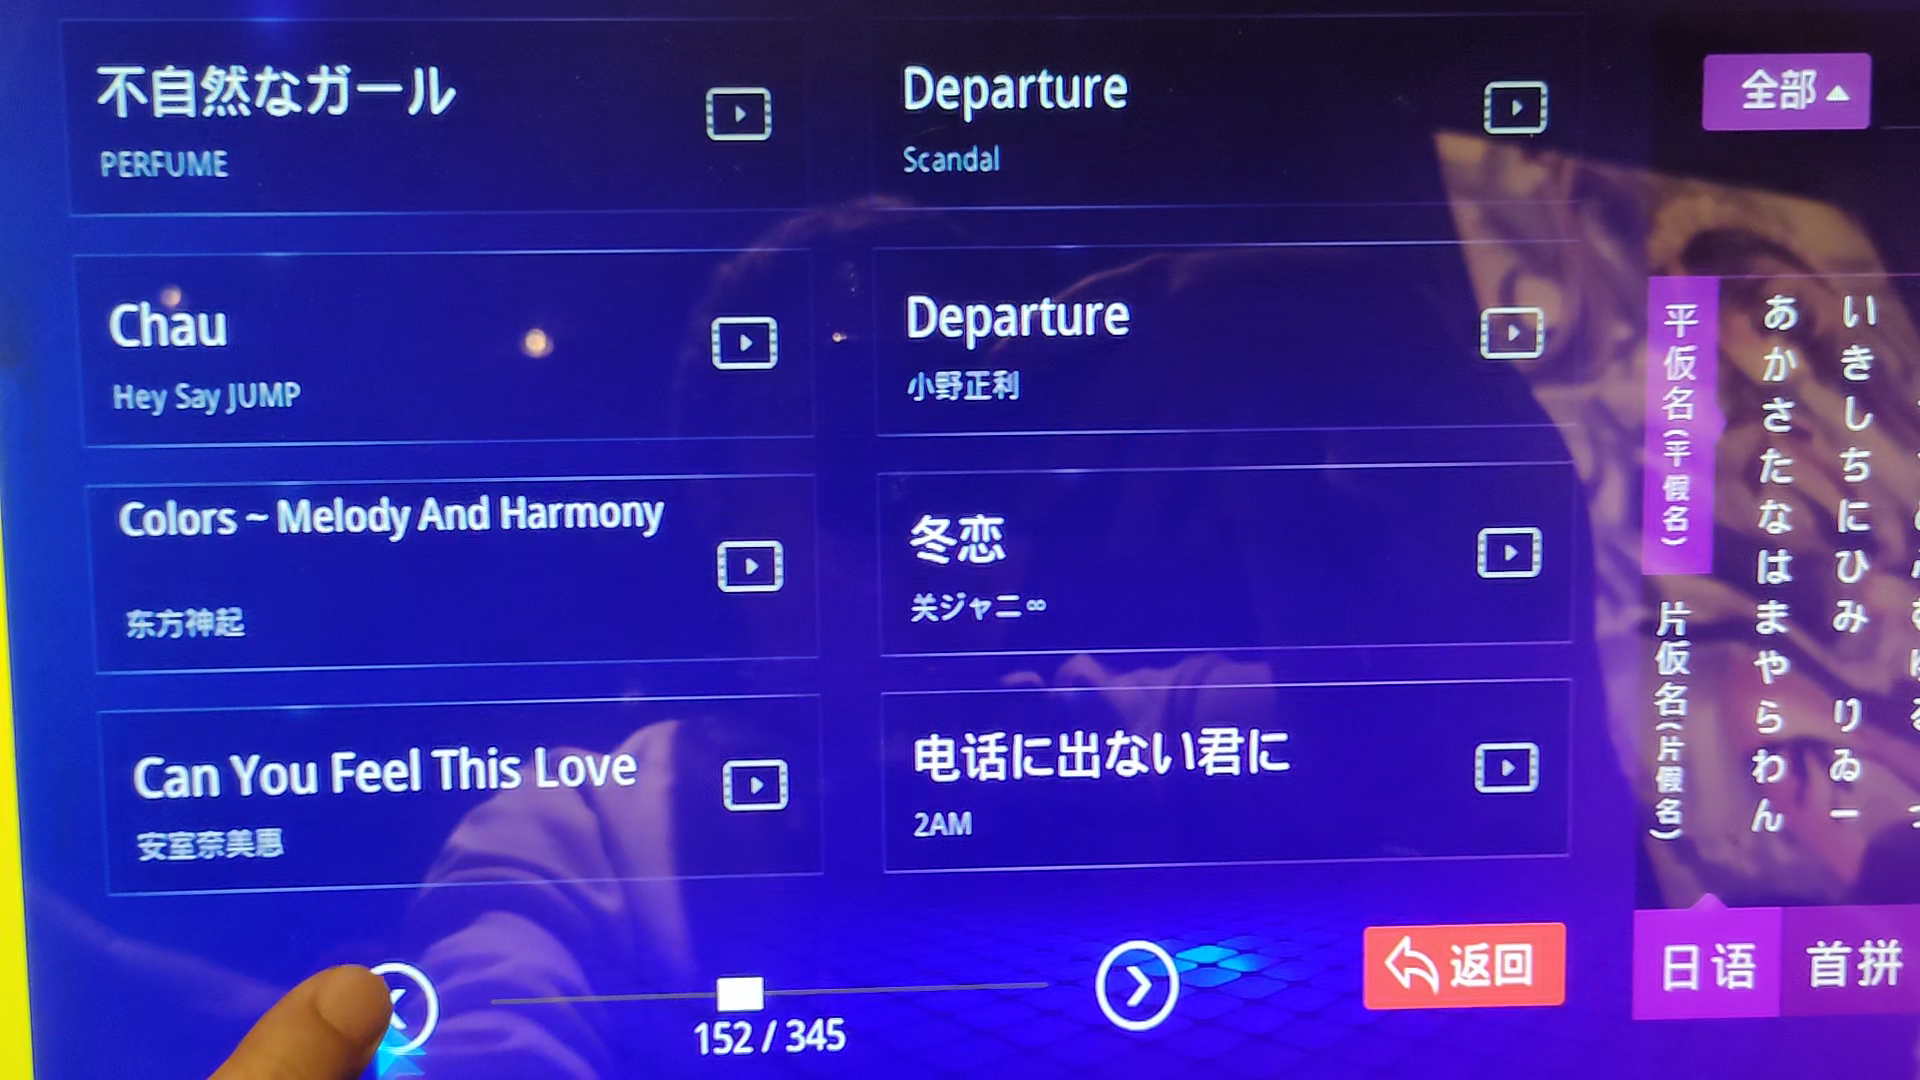 不自然なガール
PERFUME
Departure
Scandal
Chau
Hey Say JUMP
Departure
小野正利
Colors ~ Melody And Harmony
东方神起
冬恋
关ジャニ∞
Can You Feel This Love
安室奈美惠
电话に出ない君に
2AM
152 / 345
返回
全部
平仮名(平假名)
片仮名(片假名)
あかさたなはまやらわん
いきしちにひみ りゐー
日语
首拼